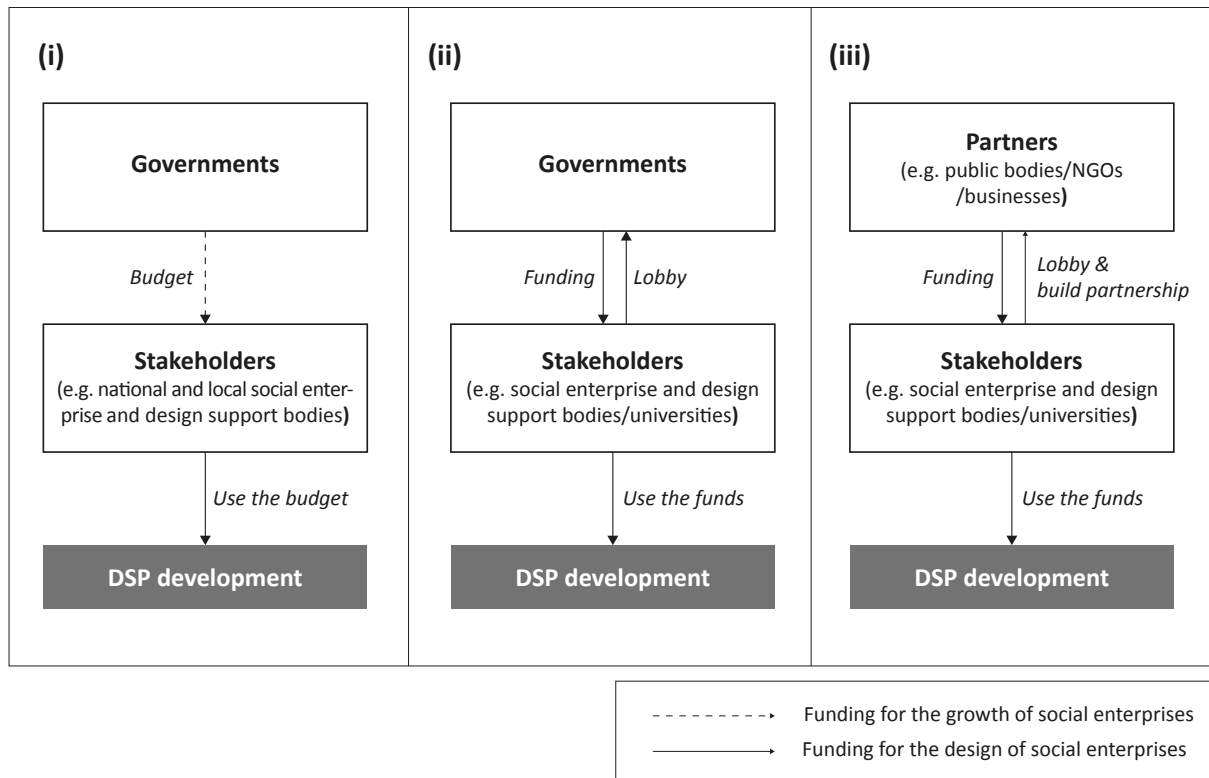 (i)
Governments
Budget
Stakeholders
(e.g. national and local social enter-
prise and design support bodies)
Use the budget
DSP development
(ii)
Governments
Funding
Lobby
Stakeholders
(e.g. social enterprise and design
support bodies/universities)
Use the funds
DSP development
(iii)
Partners
(e.g. public bodies/NGOs
/businesses)
Funding
Lobby &
build partnership
Stakeholders
(e.g. social enterprise and design
support bodies/universities)
Use the funds
DSP development
Funding for the growth of social enterprises
Funding for the design of social enterprises